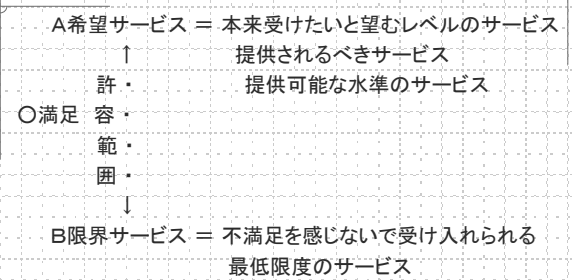 A希望サービス ＝ 本来受けたいと望むレベルのサービス
↑ 提供されるべきサービス
許・ 提供可能な水準のサービス
〇満足 容・
範・
囲・
↓
B限界サービス ＝ 不満足を感じないで受け入れられる
最低限度のサービス